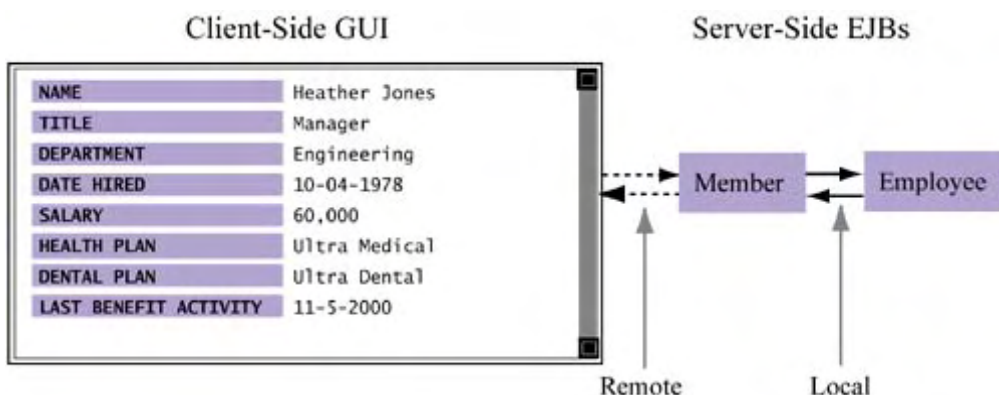 Client-Side GUI
Server-Side EJBs
NAME Heather Jones
TITLE Manager
DEPARTMENT Engineering
DATE HIRED 10-04-1978
SALARY 60,000
HEALTH PLAN Ultra Medical
DENTAL PLAN Ultra Dental
LAST BENEFIT ACTIVITY 11-5-2000
Member
Employee
Remote
Local